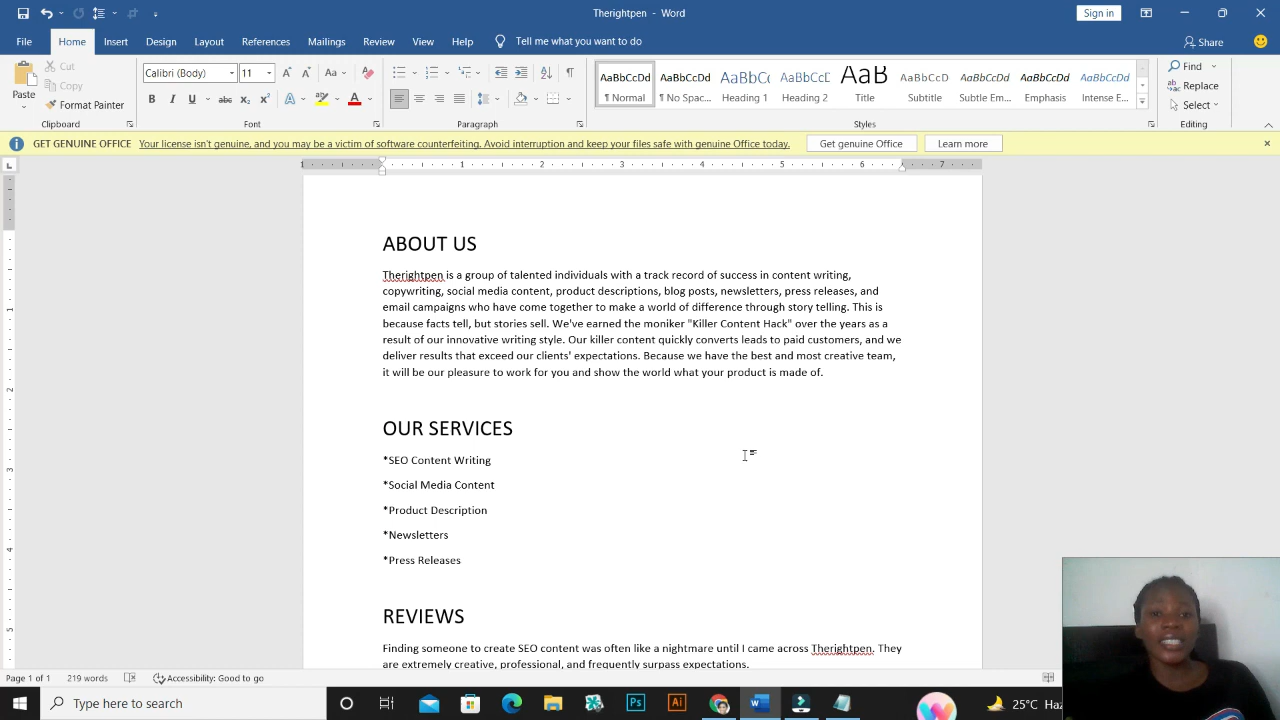 Therightpen - Word
Sign in
File Home Insert Design Layout References Mailings Review View Help Tell me what you want to do Share
Paste
Cut
Copy
Format Painter
Clipboard
Calibri (Body) 11
Font
Paragraph
AaBbCcDd AaBbCcDd AaBbCc AaBbCcD AaB AaBbCcDd AaBbCcDd AaBbCcDd AaBbCcDd
¶ Normal ¶ No Spac... Heading 1 Heading 2 Title Subtitle Subtle Em... Emphasis Intense E...
Styles
Find
Replace
Select
Editing
GET GENUINE OFFICE Your license isn't genuine, and you may be a victim of software counterfeiting. Avoid interruption and keep your files safe with genuine Office today. Get genuine Office Learn more
1 1 2 3 4 5 6 7
ABOUT US
Therightpen is a group of talented individuals with a track record of success in content writing,
copywriting, social media content, product descriptions, blog posts, newsletters, press releases, and
email campaigns who have come together to make a world of difference through story telling. This is
because facts tell, but stories sell. We've earned the moniker "Killer Content Hack" over the years as a
result of our innovative writing style. Our killer content quickly converts leads to paid customers, and we
deliver results that exceed our clients' expectations. Because we have the best and most creative team,
it will be our pleasure to work for you and show the world what your product is made of.
OUR SERVICES
*SEO Content Writing
*Social Media Content
*Product Description
*Newsletters
*Press Releases
REVIEWS
Finding someone to create SEO content was often like a nightmare until I came across Therightpen. They
are extremely creative, professional, and frequently surpass expectations.
Page 1 of 1 219 words Accessibility: Good to go
Type here to search
25°C Haz